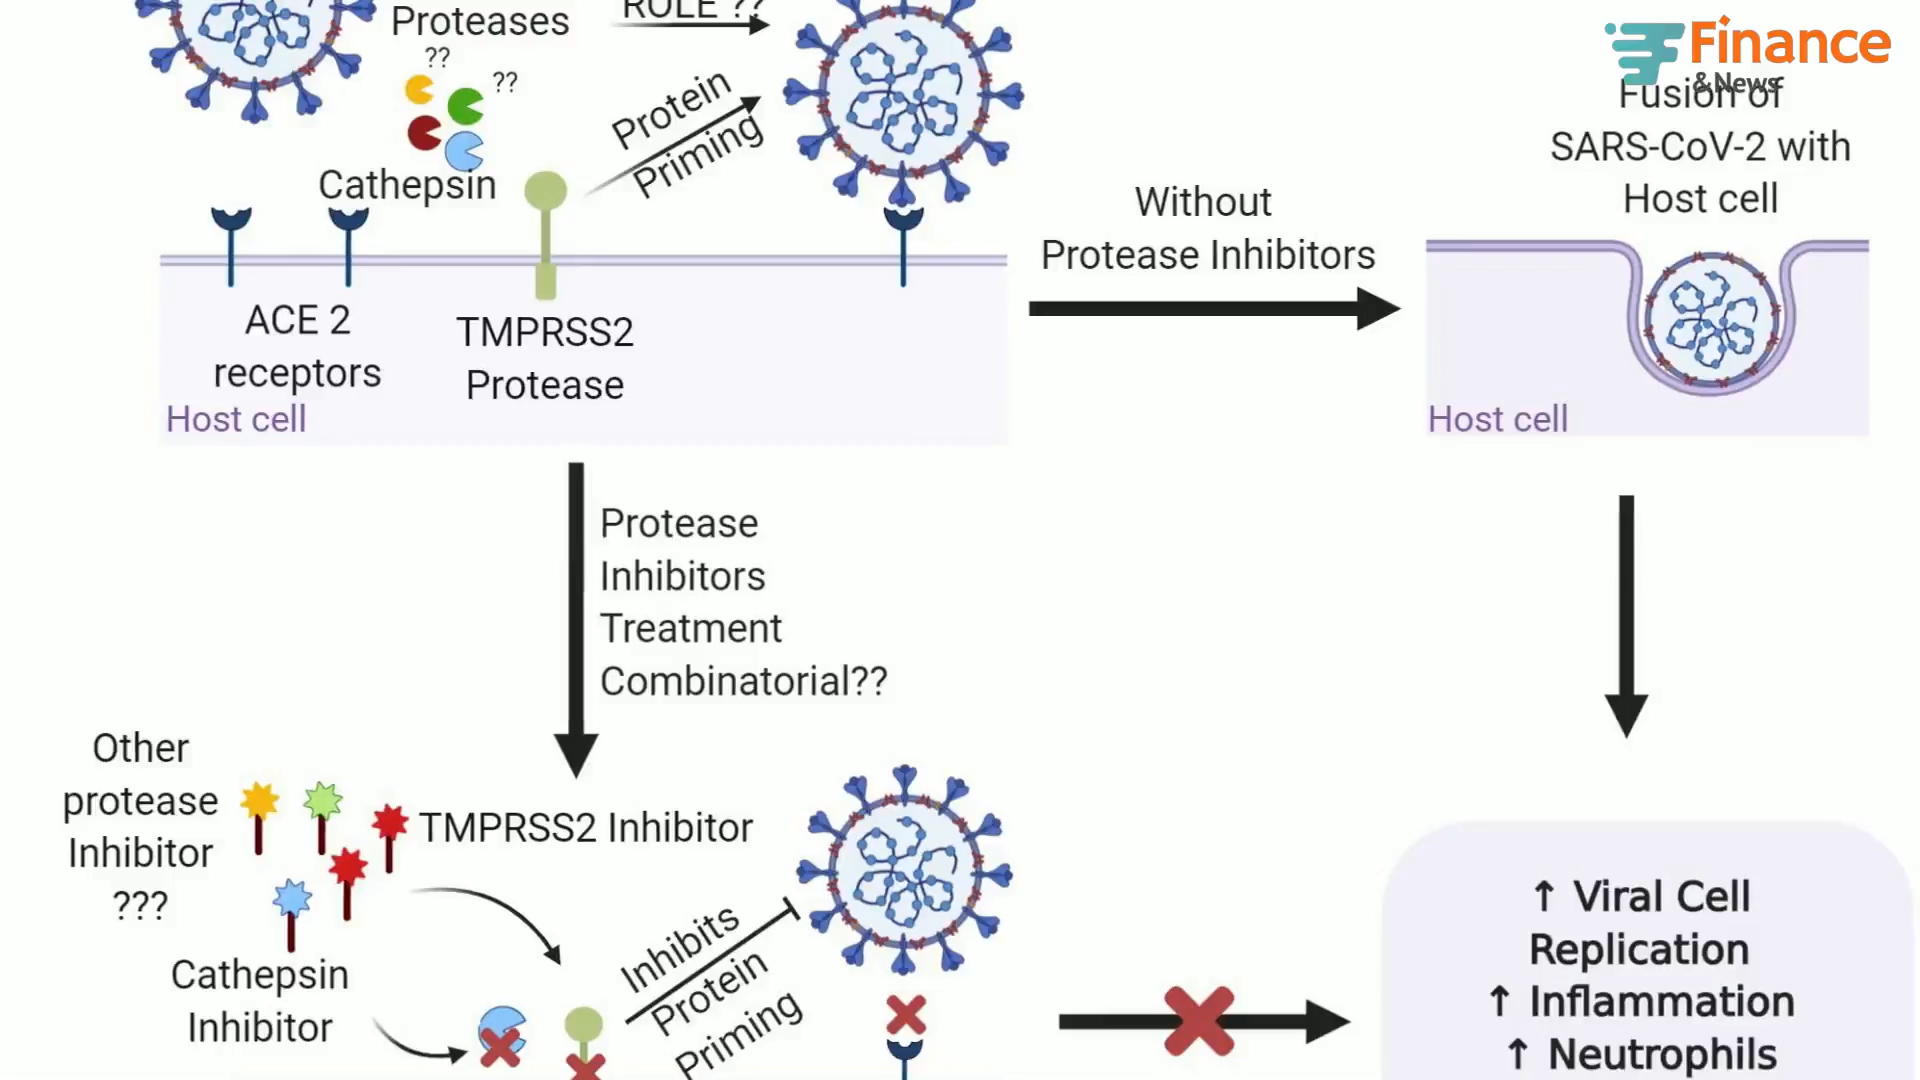 Proteases
ROLE ??
??
??
Cathepsin
Protein
Priming
ACE 2
receptors
TMPRSS2
Protease
Host cell
Without
Protease Inhibitors
Finance
& News
Fusion of
SARS-CoV-2 with
Host cell
Host cell
Protease
Inhibitors
Treatment
Combinatorial??
Other
protease
Inhibitor
???
TMPRSS2 Inhibitor
Cathepsin
Inhibitor
Inhibits
Protein
Priming
↑ Viral Cell
Replication
↑ Inflammation
↑ Neutrophils